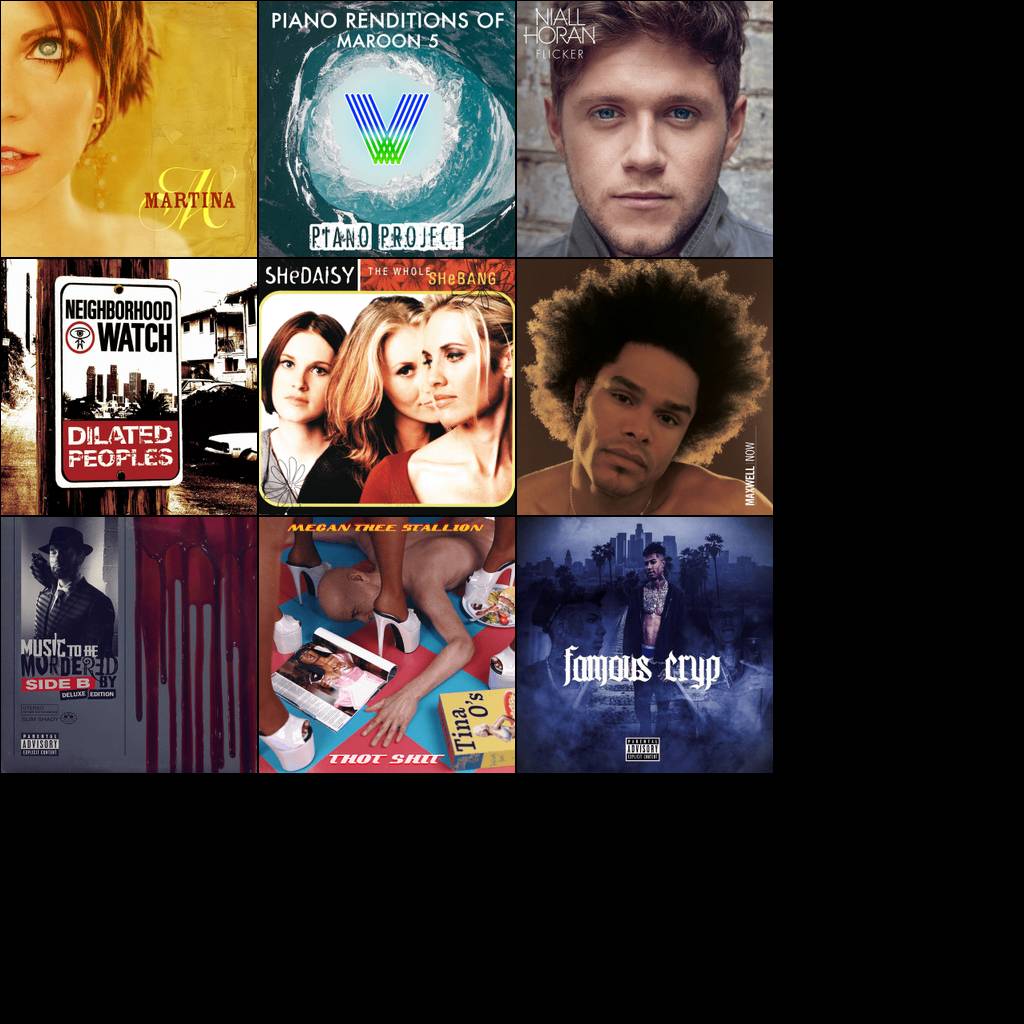 M
MARTINA
PIANO RENDITIONS OF
MAROON 5
V
PIANO PROJECT
NIALL
HORAN
FLICKER
NEIGHBORHOOD
WATCH
DILATED
PEOPLES
SHeDAISY
THE WHOLE
SHeBANG
MAXWELL NOW
MUSIC TO BE
MURDERED
SIDE B BY
DELUXE EDITION
STEREO
SLIM SHADY
PARENTAL
ADVISORY
EXPLICIT CONTENT
MEGAN THEE STALLION
Tina
O's
THOT SHIT
famous cryp
PARENTAL
ADVISORY
EXPLICIT CONTENT